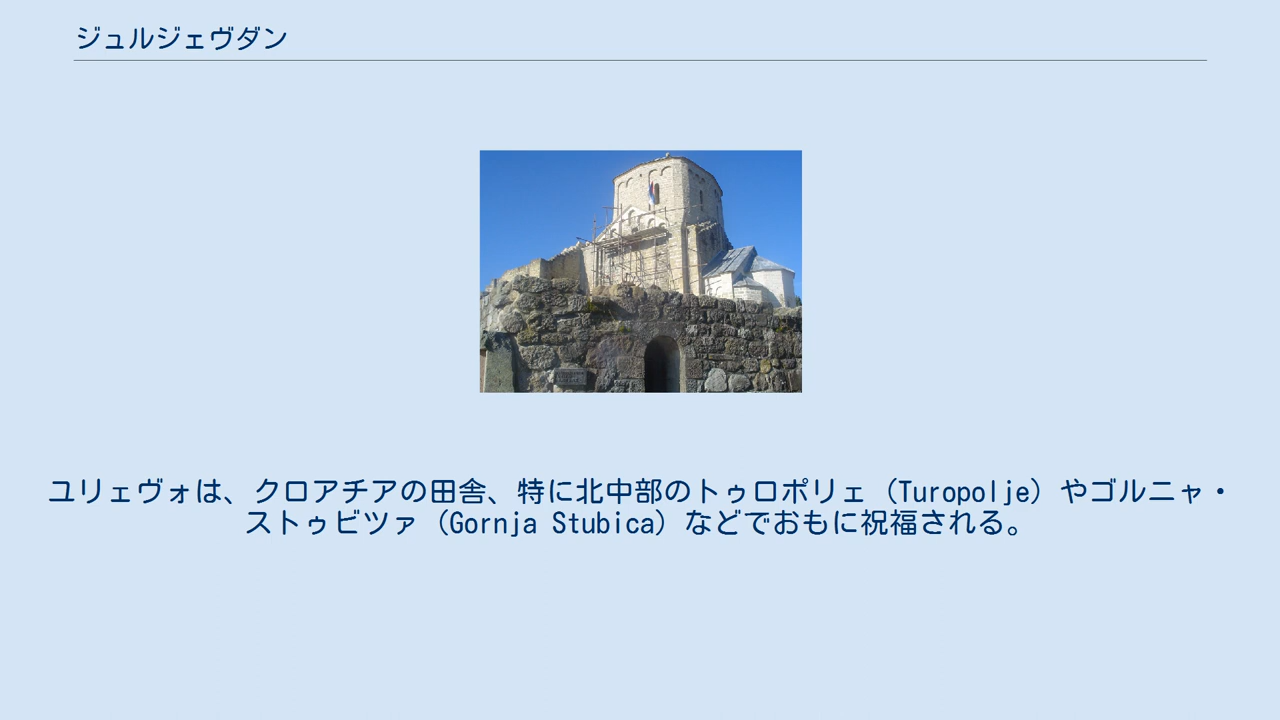 ジュルジェヴダン
ユリェヴォは、クロアチアの田舎、特に北中部のトゥロポリェ（Turopolje）やゴルニャ・
ストゥビツァ（Gornja Stubica）などでおもに祝福される。